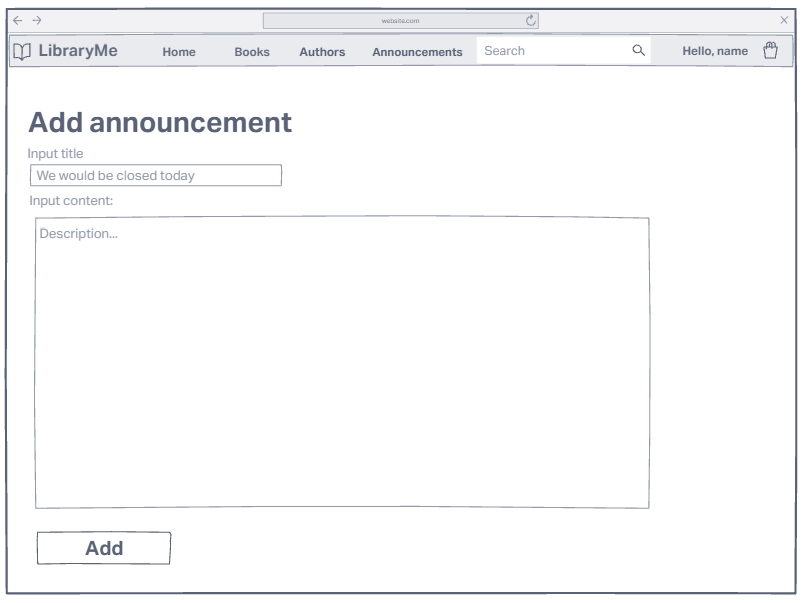 website.com
LibraryMe Home Books Authors Announcements Search Hello, name
Add announcement
Input title
We would be closed today
Input content:
Description...
Add